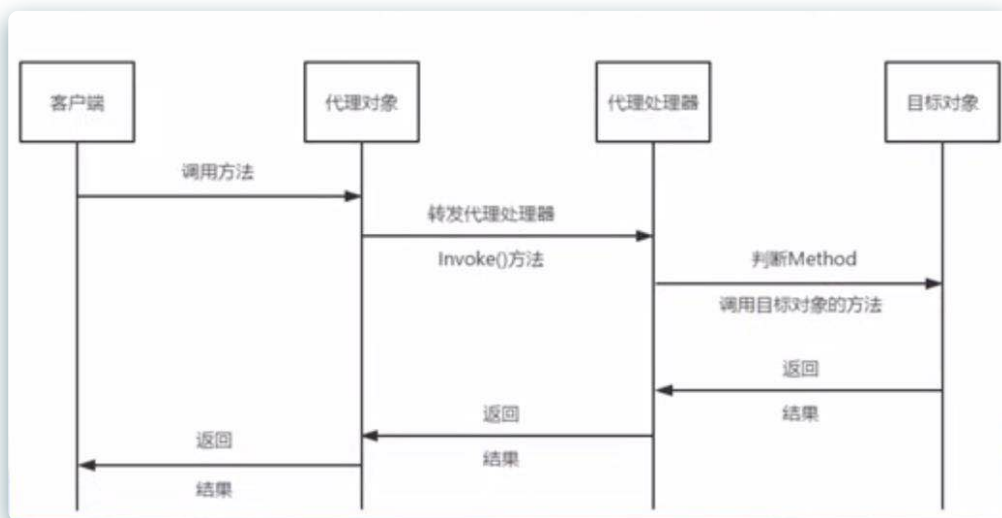 客户端
代理对象
代理处理器
目标对象
调用方法
转发代理处理器
Invoke()方法
判断Method
调用目标对象的方法
返回
结果
返回
结果
返回
结果